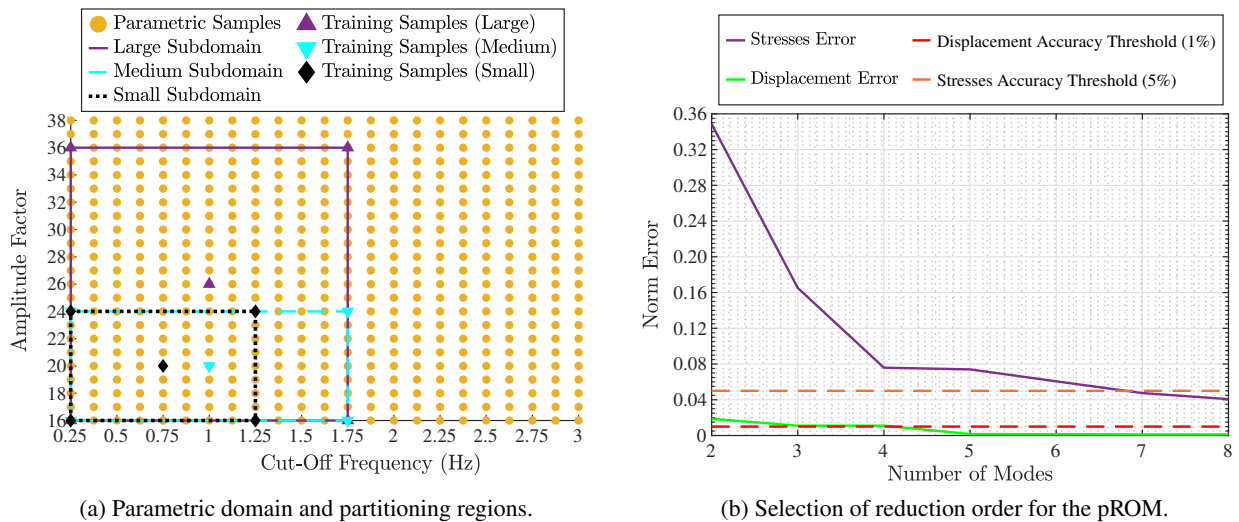 Parametric Samples
Large Subdomain
Medium Subdomain
Small Subdomain
Training Samples (Large)
Training Samples (Medium)
Training Samples (Small)
Amplitude Factor
38
36
34
32
30
28
26
24
22
20
18
16
0.25 0.5 0.75 1 1.25 1.5 1.75 2 2.25 2.5 2.75 3
Cut-Off Frequency (Hz)
(a) Parametric domain and partitioning regions.
Stresses Error
Displacement Error
Displacement Accuracy Threshold (1%)
Stresses Accuracy Threshold (5%)
Norm Error
0.36
0.32
0.28
0.24
0.20
0.16
0.12
0.08
0.04
0
2 3 4 5 6 7 8
Number of Modes
(b) Selection of reduction order for the pROM.